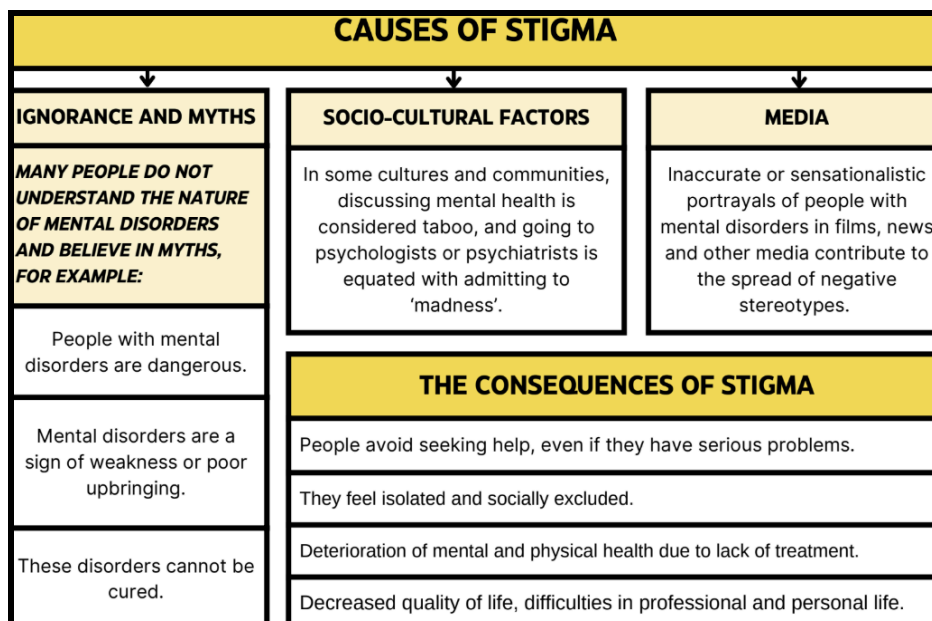 CAUSES OF STIGMA
IGNORANCE AND MYTHS
MANY PEOPLE DO NOT
UNDERSTAND THE NATURE
OF MENTAL DISORDERS
AND BELIEVE IN MYTHS,
FOR EXAMPLE:
People with mental
disorders are dangerous.
Mental disorders are a
sign of weakness or poor
upbringing.
These disorders cannot be
cured.
SOCIO-CULTURAL FACTORS
In some cultures and communities,
discussing mental health is
considered taboo, and going to
psychologists or psychiatrists is
equated with admitting to
‘madness’.
MEDIA
Inaccurate or sensationalistic
portrayals of people with
mental disorders in films, news
and other media contribute to
the spread of negative
stereotypes.
THE CONSEQUENCES OF STIGMA
People avoid seeking help, even if they have serious problems.
They feel isolated and socially excluded.
Deterioration of mental and physical health due to lack of treatment.
Decreased quality of life, difficulties in professional and personal life.